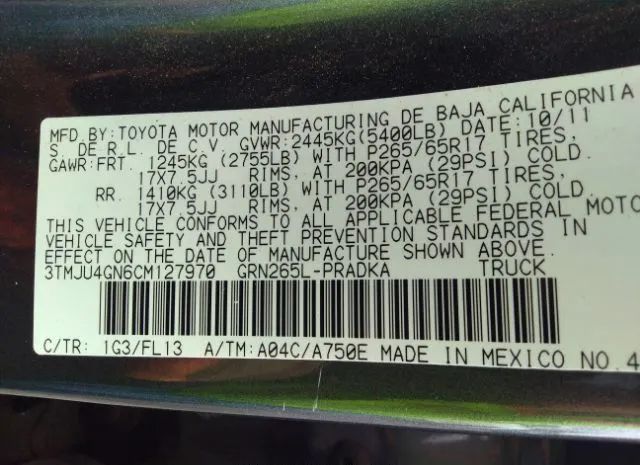 MFD.BY:TOYOTA MOTOR MANUFACTURING DE BAJA CALIFORNIA
S. DE R.L. DE C.V. GVWR:2445KG(5400LB) DATE:10/11
GAWR:FRT. 1245KG (2755LB) WITH P265/65R17 TIRES,
17X7.5JJ RIMS, AT 200KPA (29PSI) COLD.
RR. 1410KG (3110LB) WITH P265/65R17 TIRES,
17X7.5JJ RIMS, AT 200KPA (29PSI) COLD.
THIS VEHICLE CONFORMS TO ALL APPLICABLE FEDERAL MOTO
VEHICLE SAFETY AND THEFT PREVENTION STANDARDS IN
EFFECT ON THE DATE OF MANUFACTURE SHOWN ABOVE.
3TMJU4GN6CM127970 GRN265L-PRADKA TRUCK
C/TR: 1G3/FL13 A/TM:A04C/A750E MADE IN MEXICO NO.4